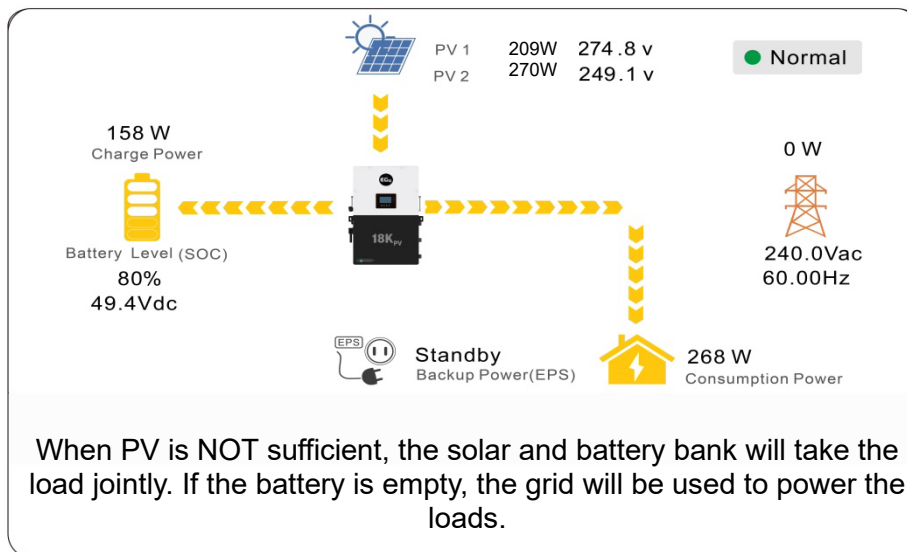 PV 1 209W 274.8 v
PV 2 270W 249.1 v
Normal
158 W
Charge Power
0 W
EG4
18K PV
Battery Level (SOC)
80%
49.4Vdc
240.0Vac
60.00Hz
EPS
Standby
Backup Power(EPS)
268 W
Consumption Power
When PV is NOT sufficient, the solar and battery bank will take the
load jointly. If the battery is empty, the grid will be used to power the
loads.